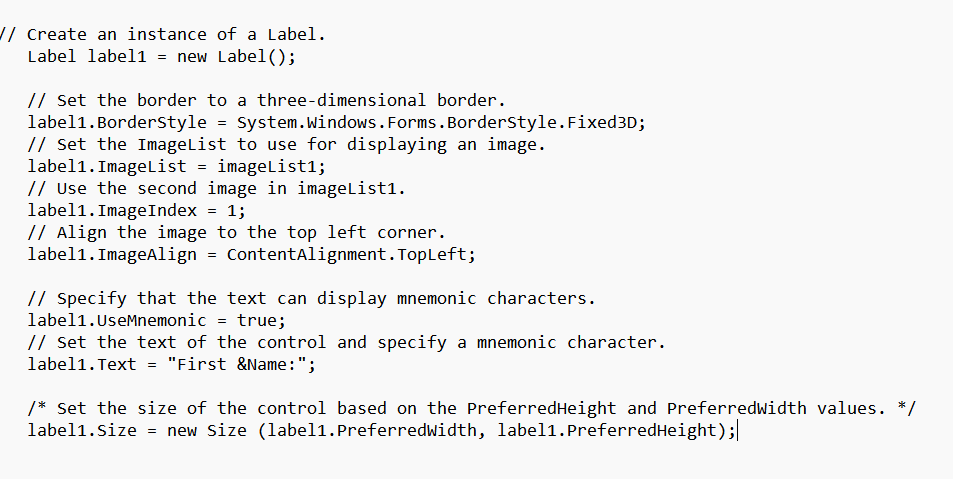 // Create an instance of a Label.
Label label1 = new Label();
// Set the border to a three-dimensional border.
label1.BorderStyle = System.Windows.Forms.BorderStyle.Fixed3D;
// Set the ImageList to use for displaying an image.
label1.ImageList = imageList1;
// Use the second image in imageList1.
label1.ImageIndex = 1;
// Align the image to the top left corner.
label1.ImageAlign = ContentAlignment.TopLeft;
// Specify that the text can display mnemonic characters.
label1.UseMnemonic = true;
// Set the text of the control and specify a mnemonic character.
label1.Text = "First &Name:";
/* Set the size of the control based on the PreferredHeight and PreferredWidth values. */
label1.Size = new Size (label1.PreferredWidth, label1.PreferredHeight);